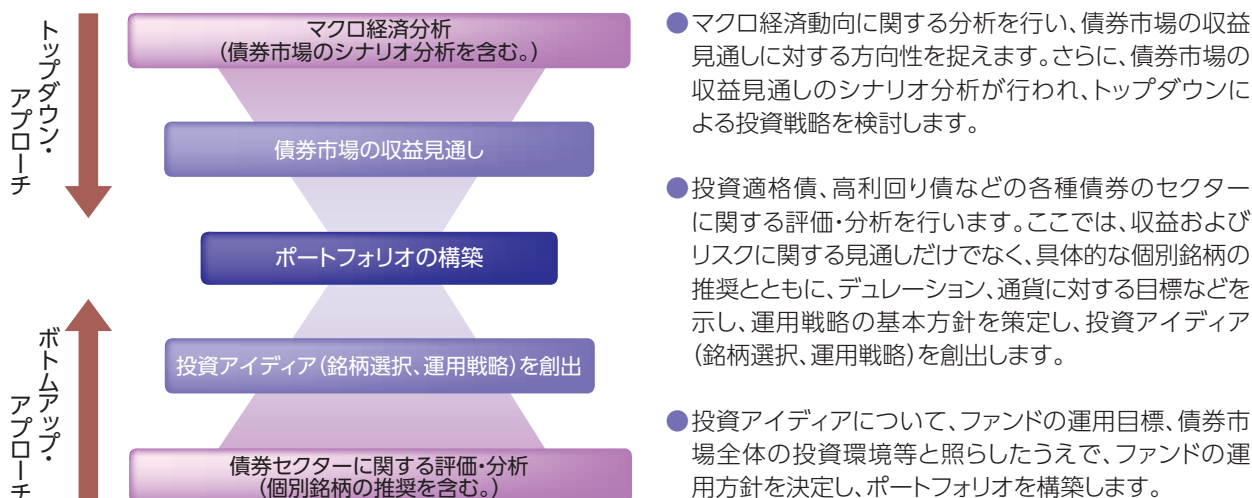 トップダウン・
アプローチ
マクロ経済分析
(債券市場のシナリオ分析を含む。)
債券市場の収益見通し
ポートフォリオの構築
ボトムアップ・
アプローチ
投資アイディア(銘柄選択、運用戦略)を創出
債券セクターに関する評価・分析
(個別銘柄の推奨を含む。)
●マクロ経済動向に関する分析を行い、債券市場の収益
見通しに対する方向性を捉えます。さらに、債券市場の
収益見通しのシナリオ分析が行われ、トップダウンに
よる投資戦略を検討します。
●投資適格債、高利回り債などの各種債券のセクター
に関する評価・分析を行います。ここでは、収益および
リスクに関する見通しだけでなく、具体的な個別銘柄の
推奨とともに、デュレーション、通貨に対する目標などを
示し、運用戦略の基本方針を策定し、投資アイディア
(銘柄選択、運用戦略)を創出します。
●投資アイディアについて、ファンドの運用目標、債券市
場全体の投資環境等と照らしたうえで、ファンドの運
用方針を決定し、ポートフォリオを構築します。